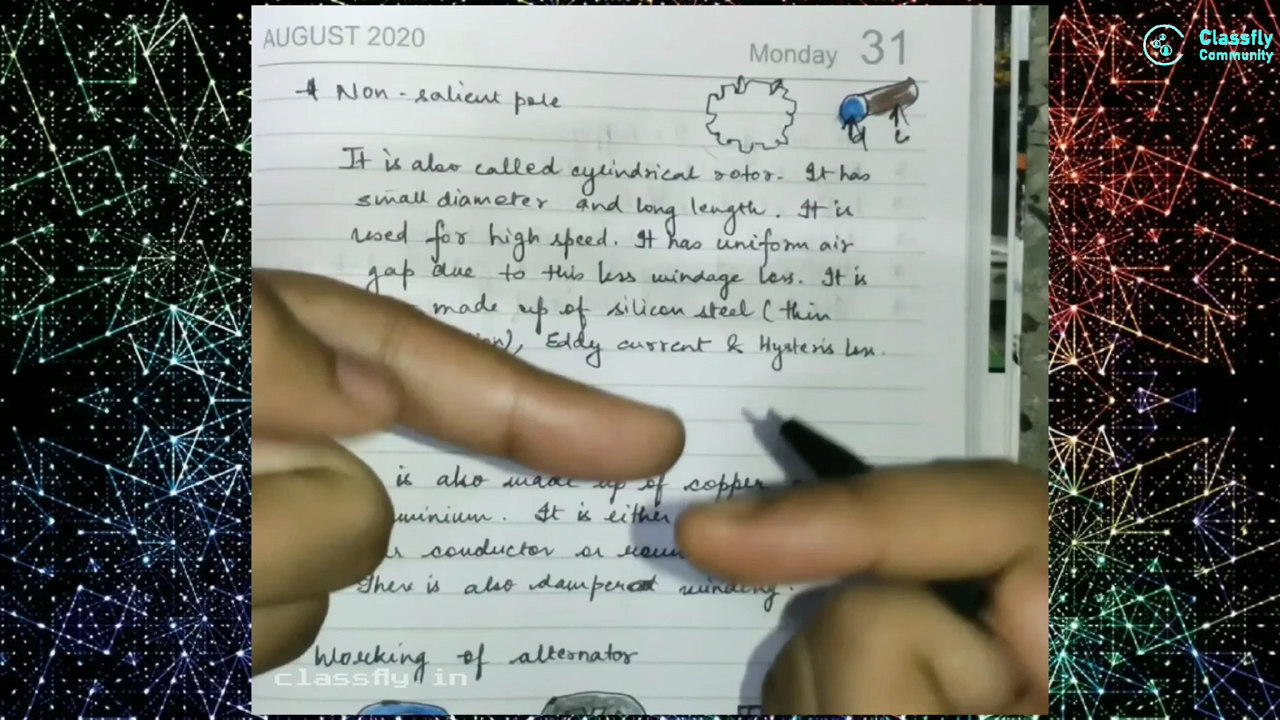 AUGUST 2020
Monday 31
Classfly
Community
Non-salient pole
d
It is also called cylindrical rotor. It has
small diameter and long length. It is
used for high speed. It has uniform air
gap due to this less windage loss. It is
made up of silicon steel (thin
Eddy current & Hysteris loss.
is also made up of copper
It is either
conductor or
There is also damper winding.
Working of alternator
classfly in